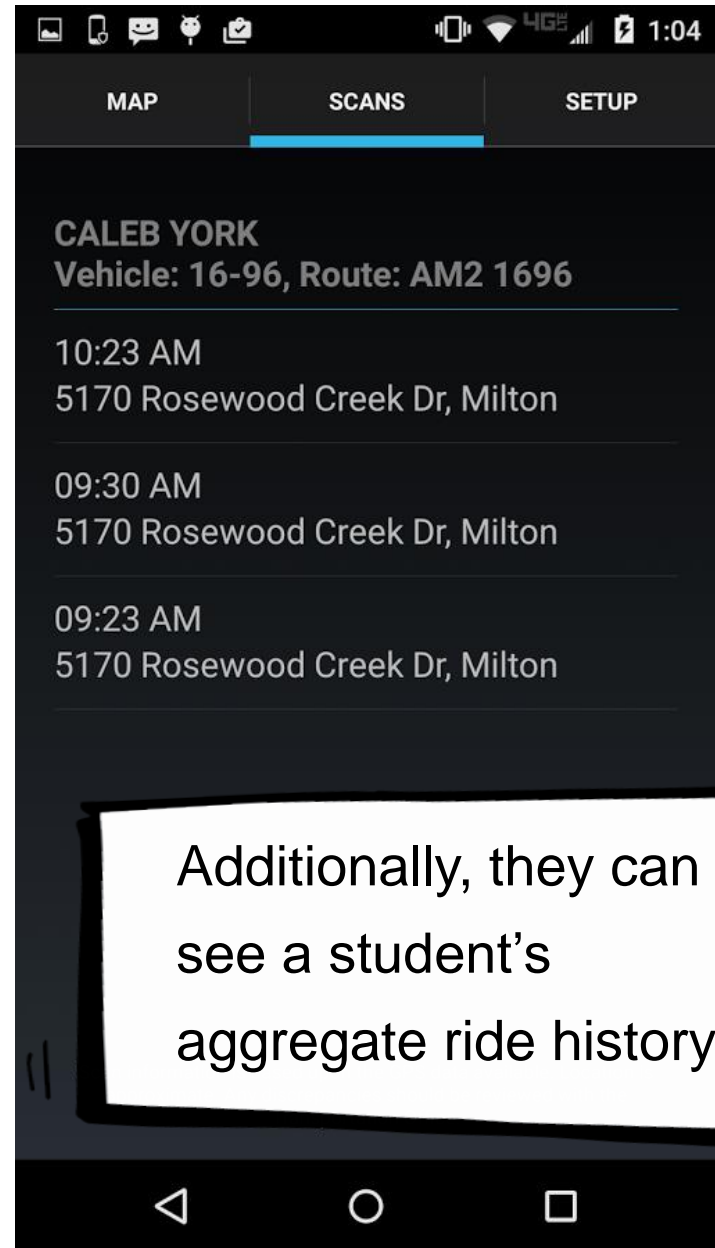 4G LTE 1:04
MAP SCANS SETUP
CALEB YORK
Vehicle: 16-96, Route: AM2 1696
10:23 AM
5170 Rosewood Creek Dr, Milton
09:30 AM
5170 Rosewood Creek Dr, Milton
09:23 AM
5170 Rosewood Creek Dr, Milton
Additionally, they can
see a student’s
aggregate ride history